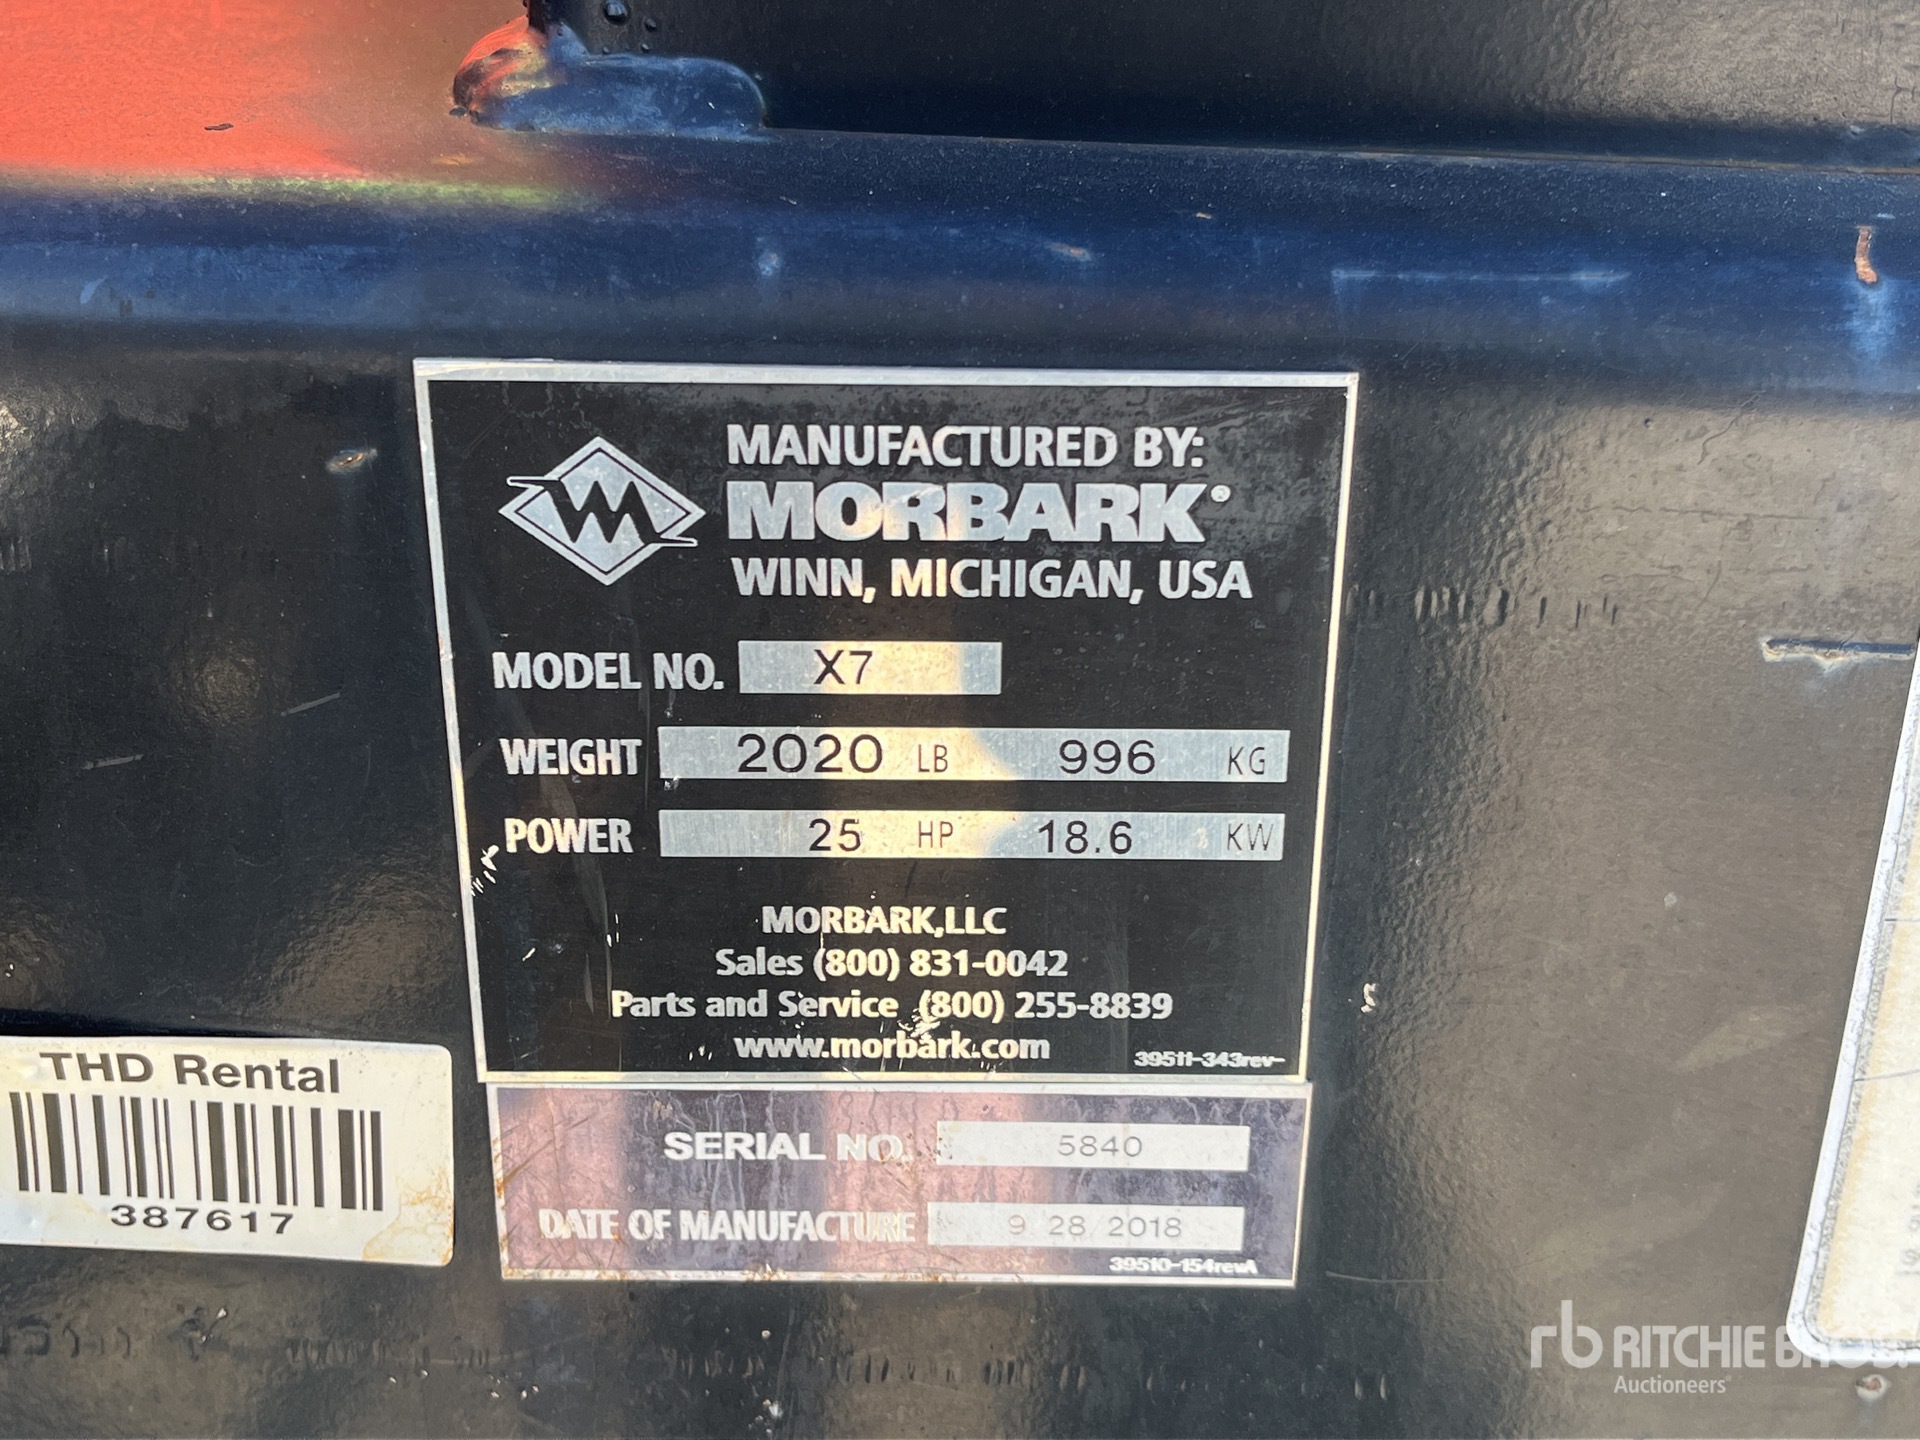 MANUFACTURED BY:
MORBARK®
WINN, MICHIGAN, USA
MODEL NO. X7
WEIGHT 2020 LB 996 KG
POWER 25 HP 18.6 KW
MORBARK,LLC
Sales (800) 831-0042
Parts and Service (800) 255-8839
www.morbark.com
39511-343rev-
SERIAL NO. 5840
DATE OF MANUFACTURE 9 28 2018
39510-154revA
THD Rental
387617
rb RITCHIE BROS.
Auctioneers